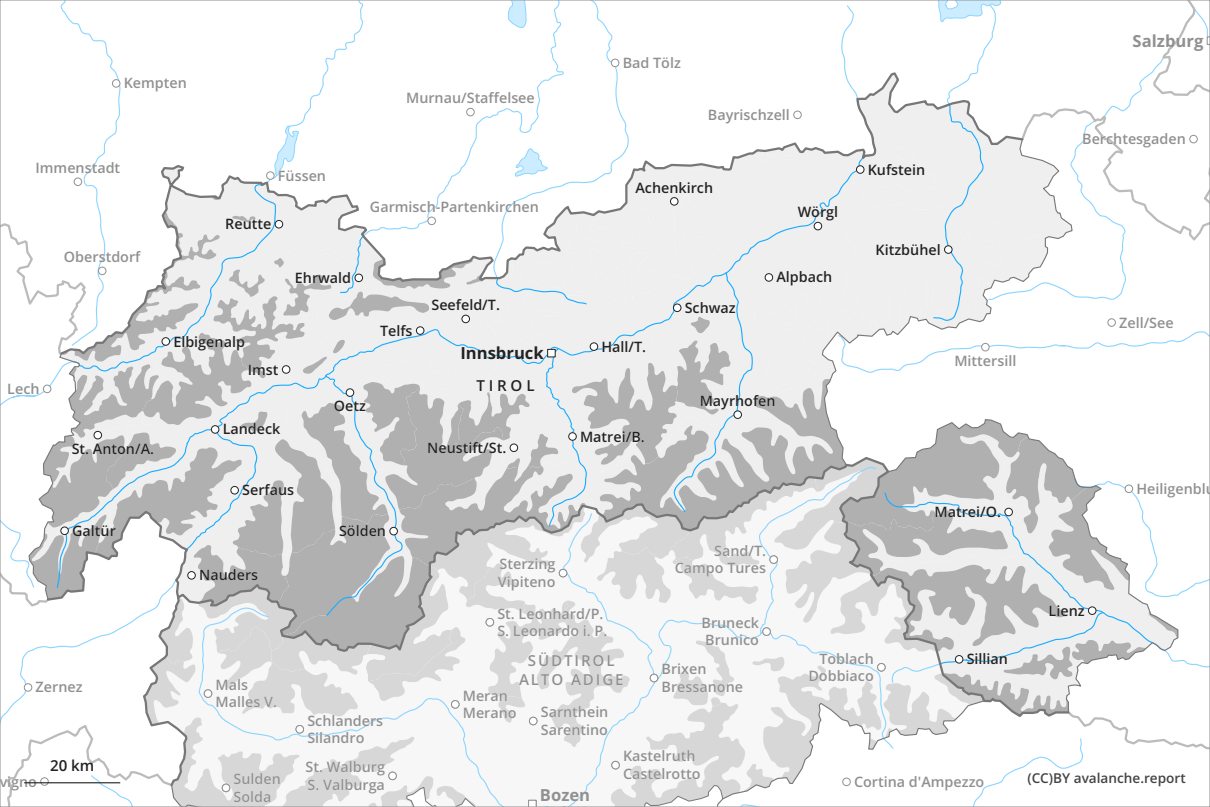 Salzburg
Bad Tölz
Kempten
Murnau/Staffelsee
Bayrischzell
Berchtesgaden
Immenstadt
Füssen
Kufstein
Achenkirch
Garmisch-Partenkirchen
Wörgl
Reutte
Kitzbühel
Oberstdorf
Ehrwald
Alpbach
Seefeld/T.
Schwaz
Zell/See
Telfs
Elbigenalp
Innsbruck
Hall/T.
Mittersill
Imst
TIROL
Lech
Mayrhofen
Oetz
Landeck
Matrei/B.
St. Anton/A.
Neustift/St.
Serfaus
Heiligenblu
Matrei/O.
Galtür
Sölden
Sand/T.
Campo Tures
Sterzing
Vipiteno
Nauders
Lienz
St. Leonhard/P.
S. Leonardo i. P.
Bruneck
Brunico
Sillian
SÜDTIROL
ALTO ADIGE
Toblach
Dobbiaco
Brixen
Bressanone
Zernez
Mals
Malles V.
Meran
Merano
Sarnthein
Sarentino
Schlanders
Silandro
Kastelruth
Castelrotto
20 km
St. Walburg
S. Valburga
vigno
Sulden
Solda
Cortina d'Ampezzo
(CC)BY avalanche.report
Bozen